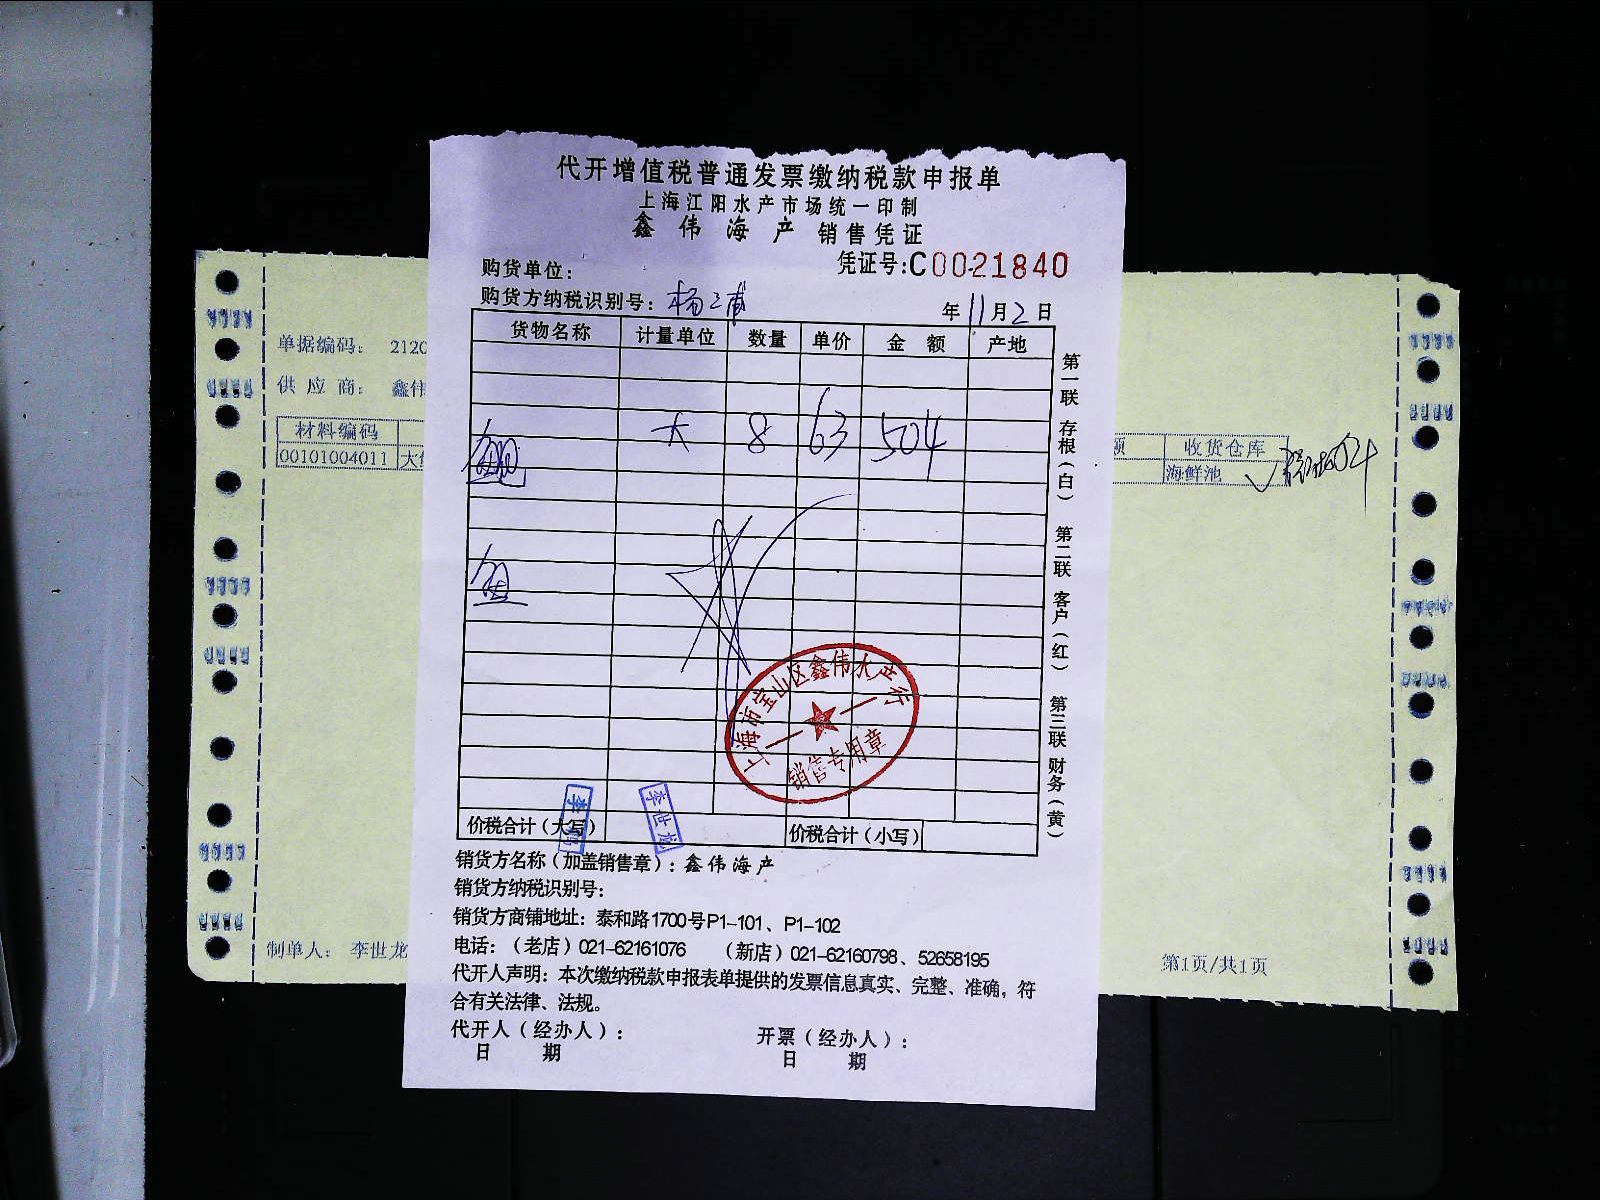 代开增值税普通发票缴纳税款申报单
上海江阳水产市场统一印制
鑫伟海产 销售凭证
凭证号:C0021840
购货单位:
购货方纳税识别号: 杨
年 11月2日
货物名称 计量单位 数量 单价 金额 产地
8 63 504
价税合计(大写) 价税合计(小写)
销货方名称(加盖销售章): 鑫伟海产
销货方纳税识别号:
销货方商铺地址: 泰和路1700号P1-101、P1-102
电话:(老店)021-62161076 (新店)021-62160798、52658195
代开人声明: 本次缴纳税款申报表单提供的发票信息真实、完整、准确, 符
合有关法律、法规。
代开人(经办人): 开票(经办人):
日 期 日 期
第一联 存根(白) 第二联 客户(红) 第三联 财务(黄)
上海市宝山区鑫伟水产行
销售专用章
李世龙
单据编码: 212
供应商: 鑫伟
材料编码
00101004011 大
收货仓库
海鲜池
制单人: 李世龙
第1页/共1页